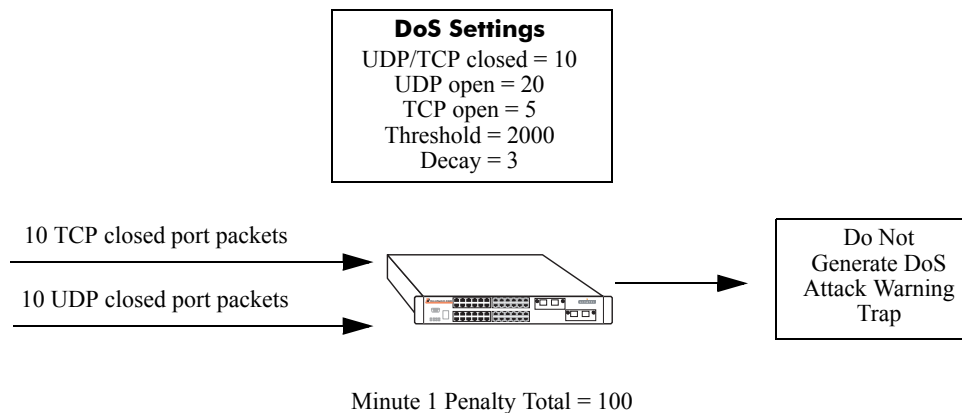 DoS Settings
UDP/TCP closed = 10
UDP open = 20
TCP open = 5
Threshold = 2000
Decay = 3
10 TCP closed port packets
10 UDP closed port packets
Do Not
Generate DoS
Attack Warning
Trap
Minute 1 Penalty Total = 100